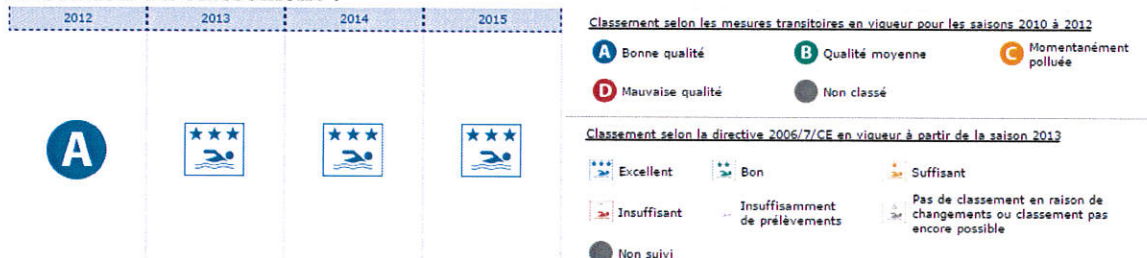 2012 2013 2014 2015
A
Classement selon les mesures transitoires en vigueur pour les saisons 2010 à 2012
A Bonne qualité B Qualité moyenne C Momentanément polluée
D Mauvaise qualité Non classé
Classement selon la directive 2006/7/CE en vigueur à partir de la saison 2013
Excellent Bon Suffisant
Insuffisant Insuffisamment de prélèvements Pas de classement en raison de changements ou classement pas encore possible
Non suivi